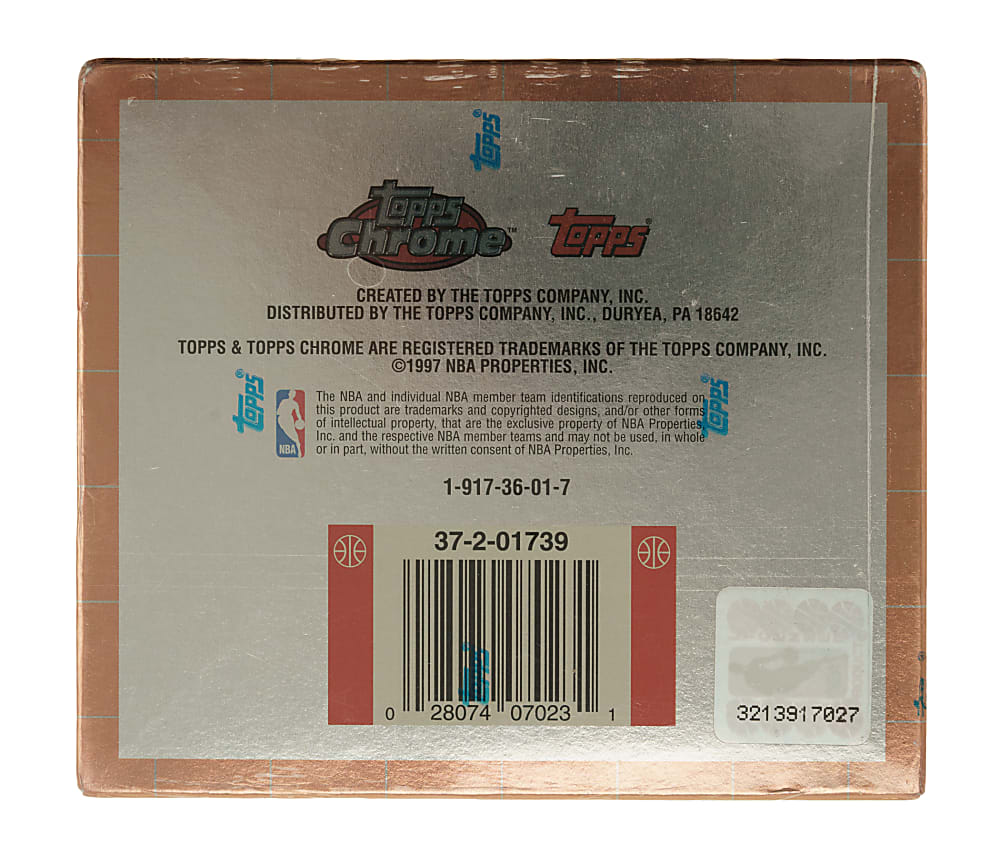 Topps®
Topps
Chrome™
Topps®
CREATED BY THE TOPPS COMPANY, INC.
DISTRIBUTED BY THE TOPPS COMPANY, INC., DURYEA, PA 18642
TOPPS & TOPPS CHROME ARE REGISTERED TRADEMARKS OF THE TOPPS COMPANY, INC.
©1997 NBA PROPERTIES, INC.
Topps®
Topps®
NBA
The NBA and individual NBA member team identifications reproduced on
this product are trademarks and copyrighted designs, and/or other forms
of intellectual property, that are the exclusive property of NBA Properties,
Inc. and the respective NBA member teams and may not be used, in whole
or in part, without the written consent of NBA Properties, Inc.
1-917-36-01-7
37-2-01739
Topps
0 28074 07023 1
3213917027